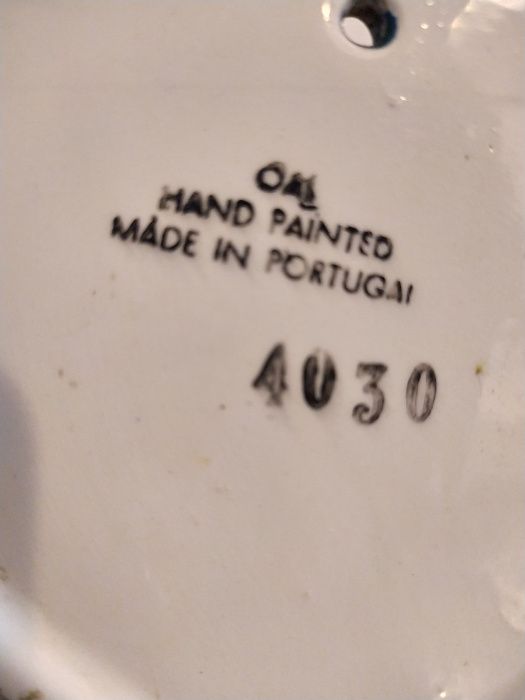 OAL
HAND PAINTED
MADE IN PORTUGAL
4030